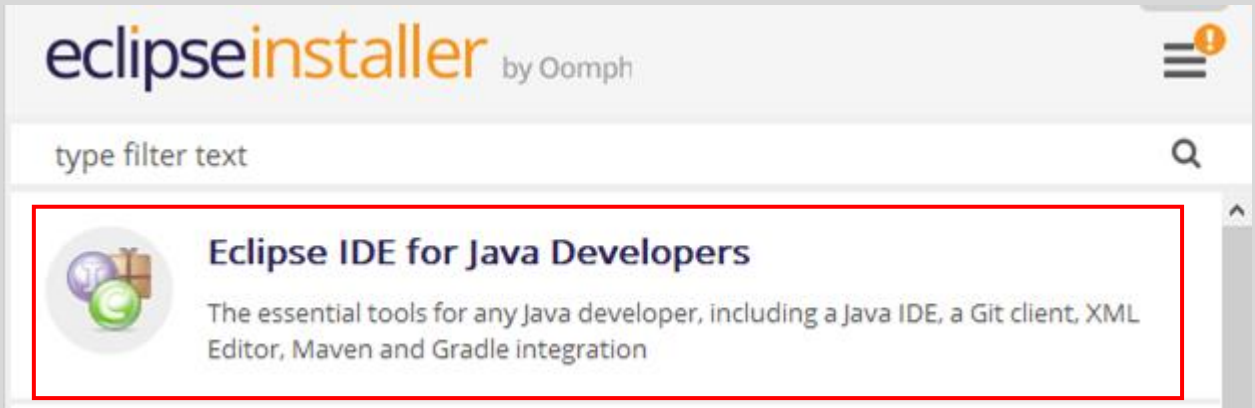 eclipseinstaller by Oomph
type filter text
Eclipse IDE for Java Developers
The essential tools for any Java developer, including a Java IDE, a Git client, XML
Editor, Maven and Gradle integration